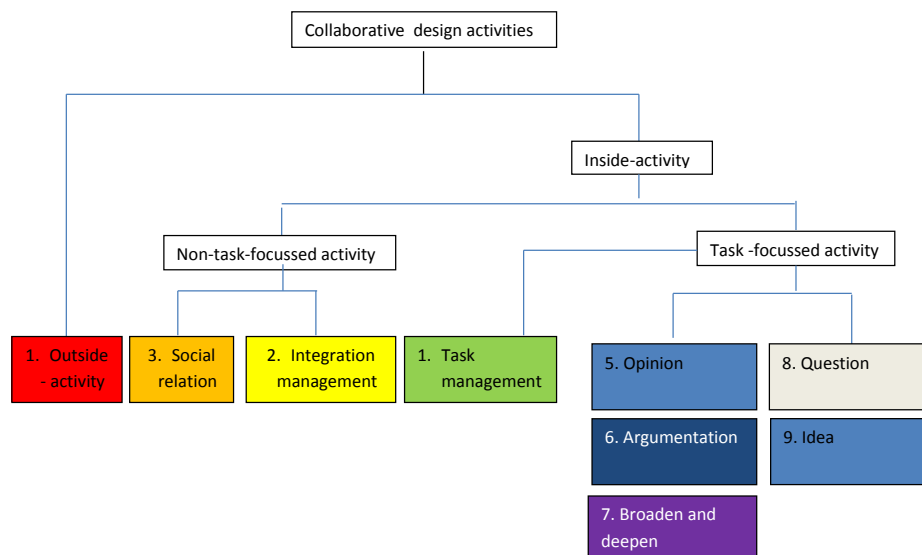 Collaborative design activities
Inside-activity
Non-task-focussed activity
Task -focussed activity
1. Outside
- activity
3. Social
relation
2. Integration
management
1. Task
management
5. Opinion
8. Question
6. Argumentation
9. Idea
7. Broaden and
deepen